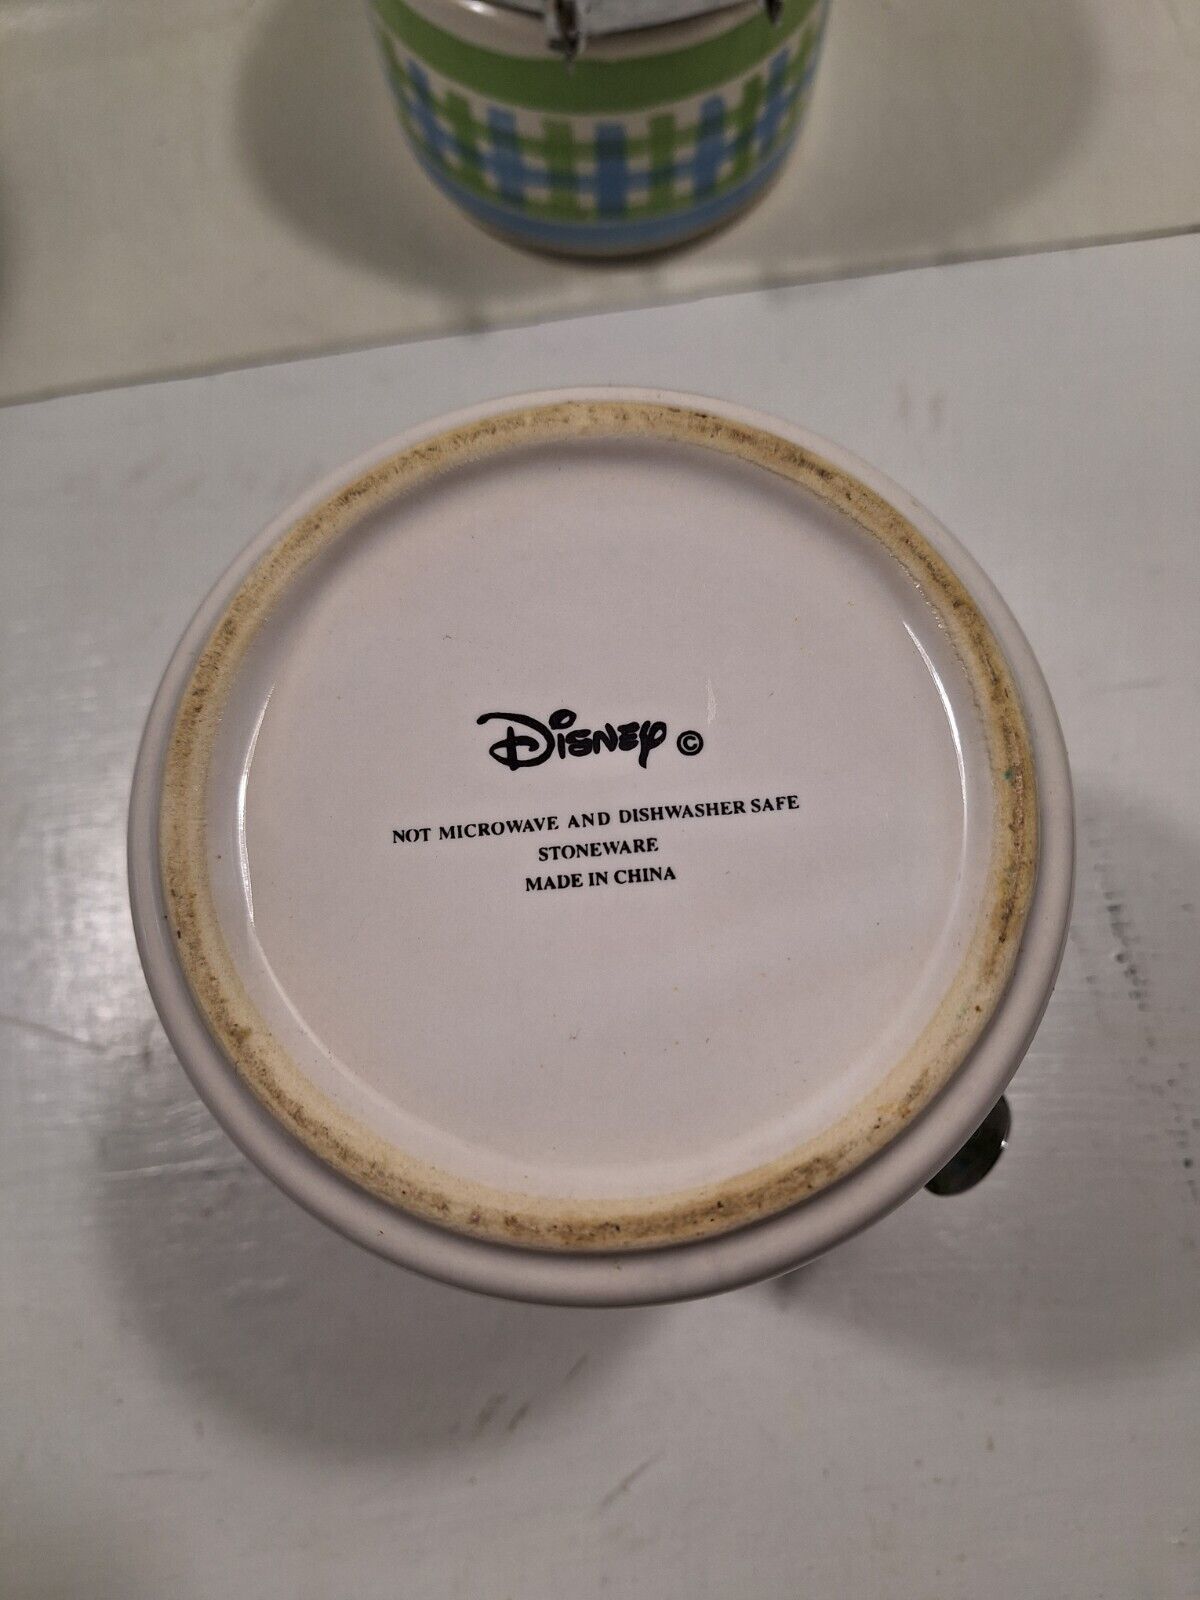 Disney ©
NOT MICROWAVE AND DISHWASHER SAFE
STONEWARE
MADE IN CHINA